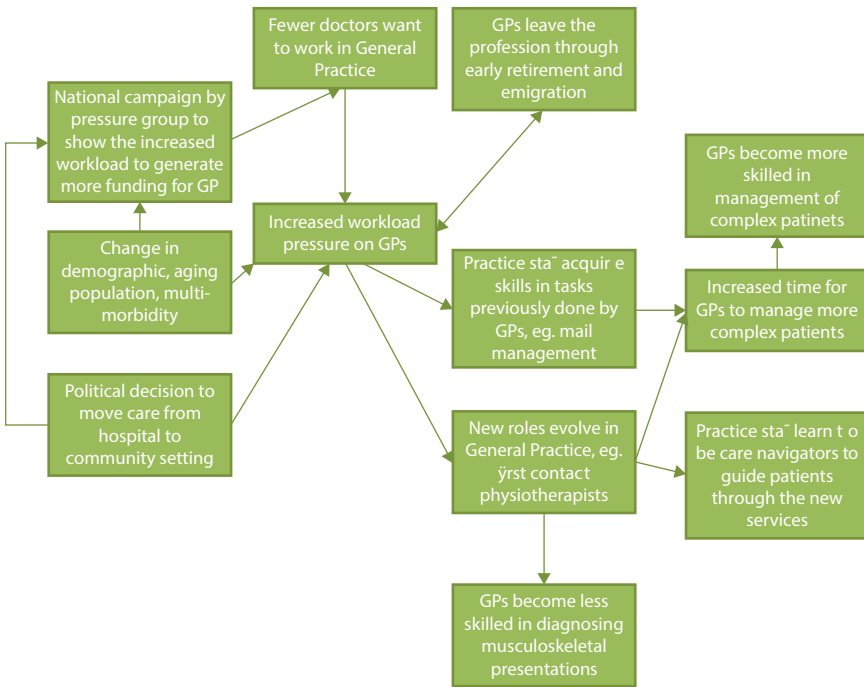 Fewer doctors want
to work in General
Practice
GPs leave the
profession through
early retirement and
emigration
National campaign by
pressure group to
show the increased
workload to generate
more funding for GP
GPs become more
skilled in
management of
complex patinets
Increased workload
pressure on GPs
Change in
demographic, aging
population, multi-
morbidity
Practice sta¯ acquir e
skills in tasks
previously done by
GPs, eg. mail
management
Increased time for
GPs to manage more
complex patients
Political decision to
move care from
hospital to
community setting
New roles evolve in
General Practice, eg.
ÿrst contact
physiotherapists
Practice sta¯ learn t o
be care navigators to
guide patients
through the new
services
GPs become less
skilled in diagnosing
musculoskeletal
presentations